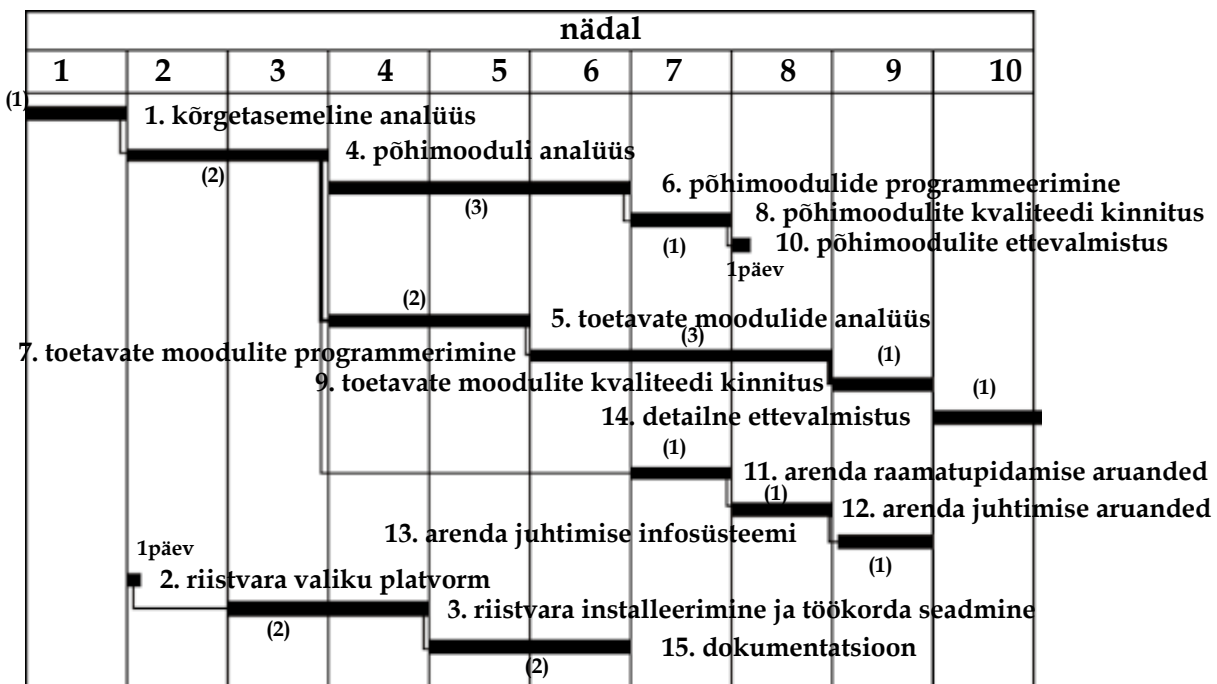 nädal
1 2 3 4 5 6 7 8 9 10
(1)
1. kõrgetasemeline analüüs
4. põhimooduli analüüs
(2)
6. põhimoodulide programmeerimine
(3)
8. põhimoodulite kvaliteedi kinnitus
(1)
10. põhimoodulite ettevalmistus
1päev
(2)
5. toetavate moodulide analüüs
(3)
7. toetavate moodulite programmerimine
(1)
9. toetavate moodulite kvaliteedi kinnitus
(1)
14. detailne ettevalmistus
(1)
11. arenda raamatupidamise aruanded
(1)
12. arenda juhtimise aruanded
13. arenda juhtimise infosüsteemi
(1)
1päev
2. riistvara valiku platvorm
3. riistvara installeerimine ja töökorda seadmine
(2)
15. dokumentatsioon
(2)